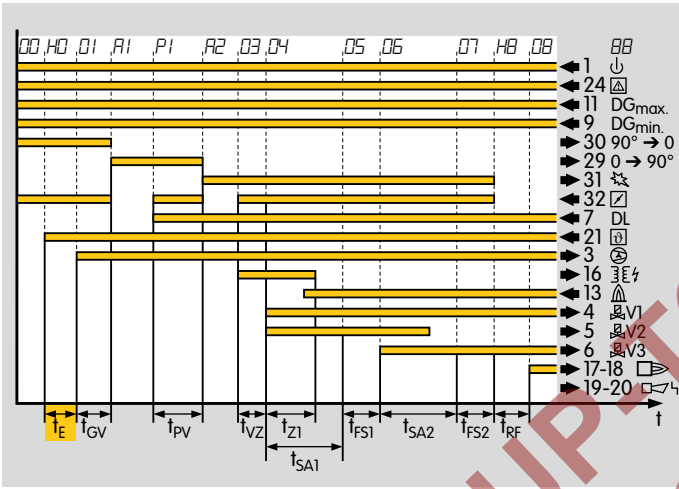 00 H0 01 A1 P1 A2 03 04 05 06 07 H8 08 88
1
24
11 DGmax.
9 DGmin.
30 90° → 0
29 0 → 90°
31
32
7 DL
21 ϑ
3
16
13
4 V1
5 V2
6 V3
17-18
19-20
t
tE tGV tPV tVZ tZ1 tFS1 tSA2 tFS2 tRF
tSA1
UP-T